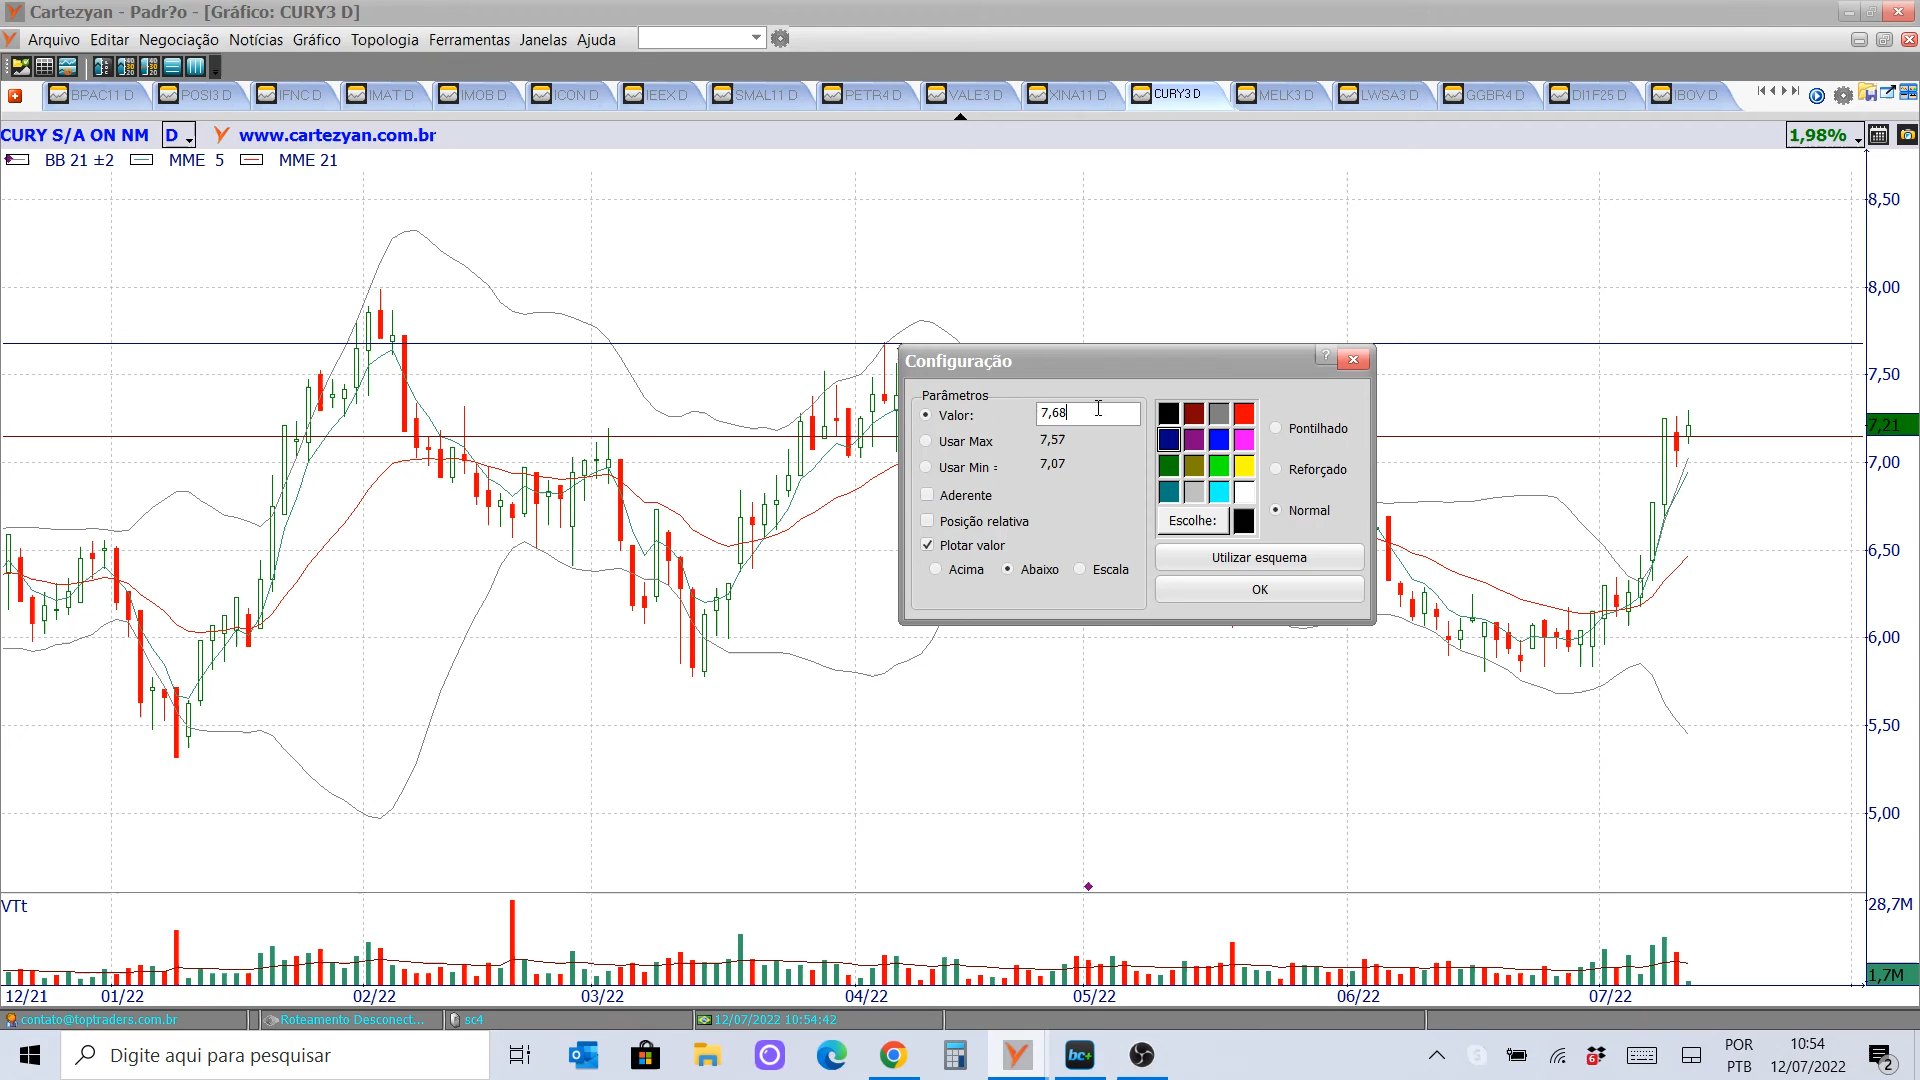 Cartezyan - Padr?o - [Gráfico: CURY3 D]
Arquivo Editar Negociação Notícias Gráfico Topologia Ferramentas Janelas Ajuda
BPAC11 D POSI3 D IFNC D IMAT D IMOB D ICON D IEEX D SMAL11 D PETR4 D VALE3 D XINA11 D CURY3 D MELK3 D LWSA3 D GGBR4 D DI1F25 D IBOV D
CURY S/A ON NM D www.cartezyan.com.br 1,98%
BB 21 ±2 MME 5 MME 21
8,50
8,00
7,50
7,21
7,00
6,50
6,00
5,50
5,00
Configuração ?
Parâmetros
Valor: 7,68
Usar Max 7,57
Usar Min = 7,07
Aderente
Posição relativa
Plotar valor
Acima Abaixo Escala
Pontilhado
Reforçado
Normal
Escolhe:
Utilizar esquema
OK
VTt
28,7M
1,7M
12/21 01/22 02/22 03/22 04/22 05/22 06/22 07/22
contato@toptraders.com.br Roteamento Desconect... sc4 12/07/2022 10:54:42
Digite aqui para pesquisar
bc+
6
POR
PTB
10:54
12/07/2022
2